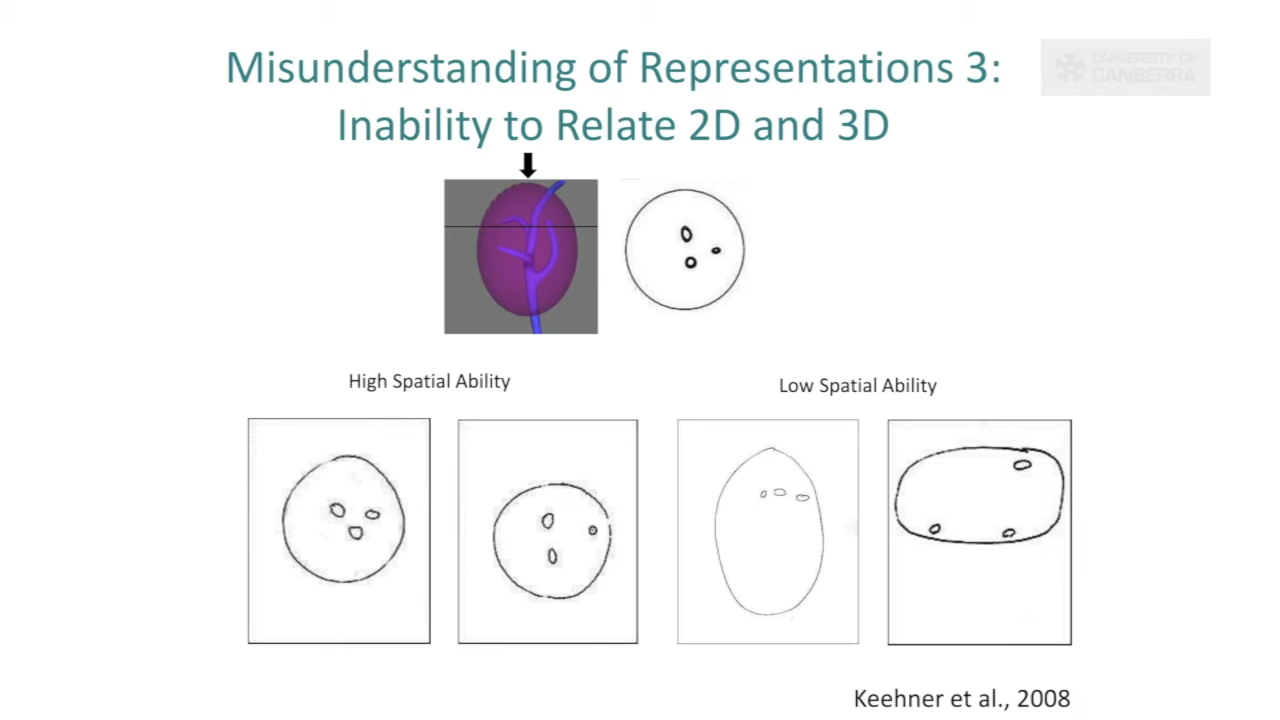 Misunderstanding of Representations 3:
Inability to Relate 2D and 3D
UNIVERSITY OF
CANBERRA
High Spatial Ability
Low Spatial Ability
Keehner et al., 2008